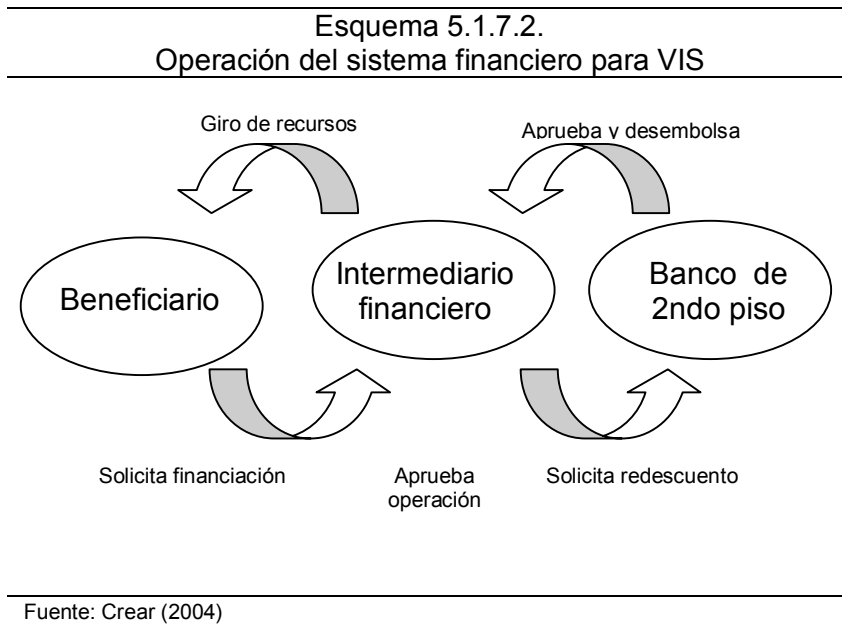 Esquema 5.1.7.2.
Operación del sistema financiero para VIS
Giro de recursos
Aprueba y desembolsa
Beneficiario
Intermediario
financiero
Banco de
2ndo piso
Solicita financiación
Aprueba
operación
Solicita redescuento
Fuente: Crear (2004)